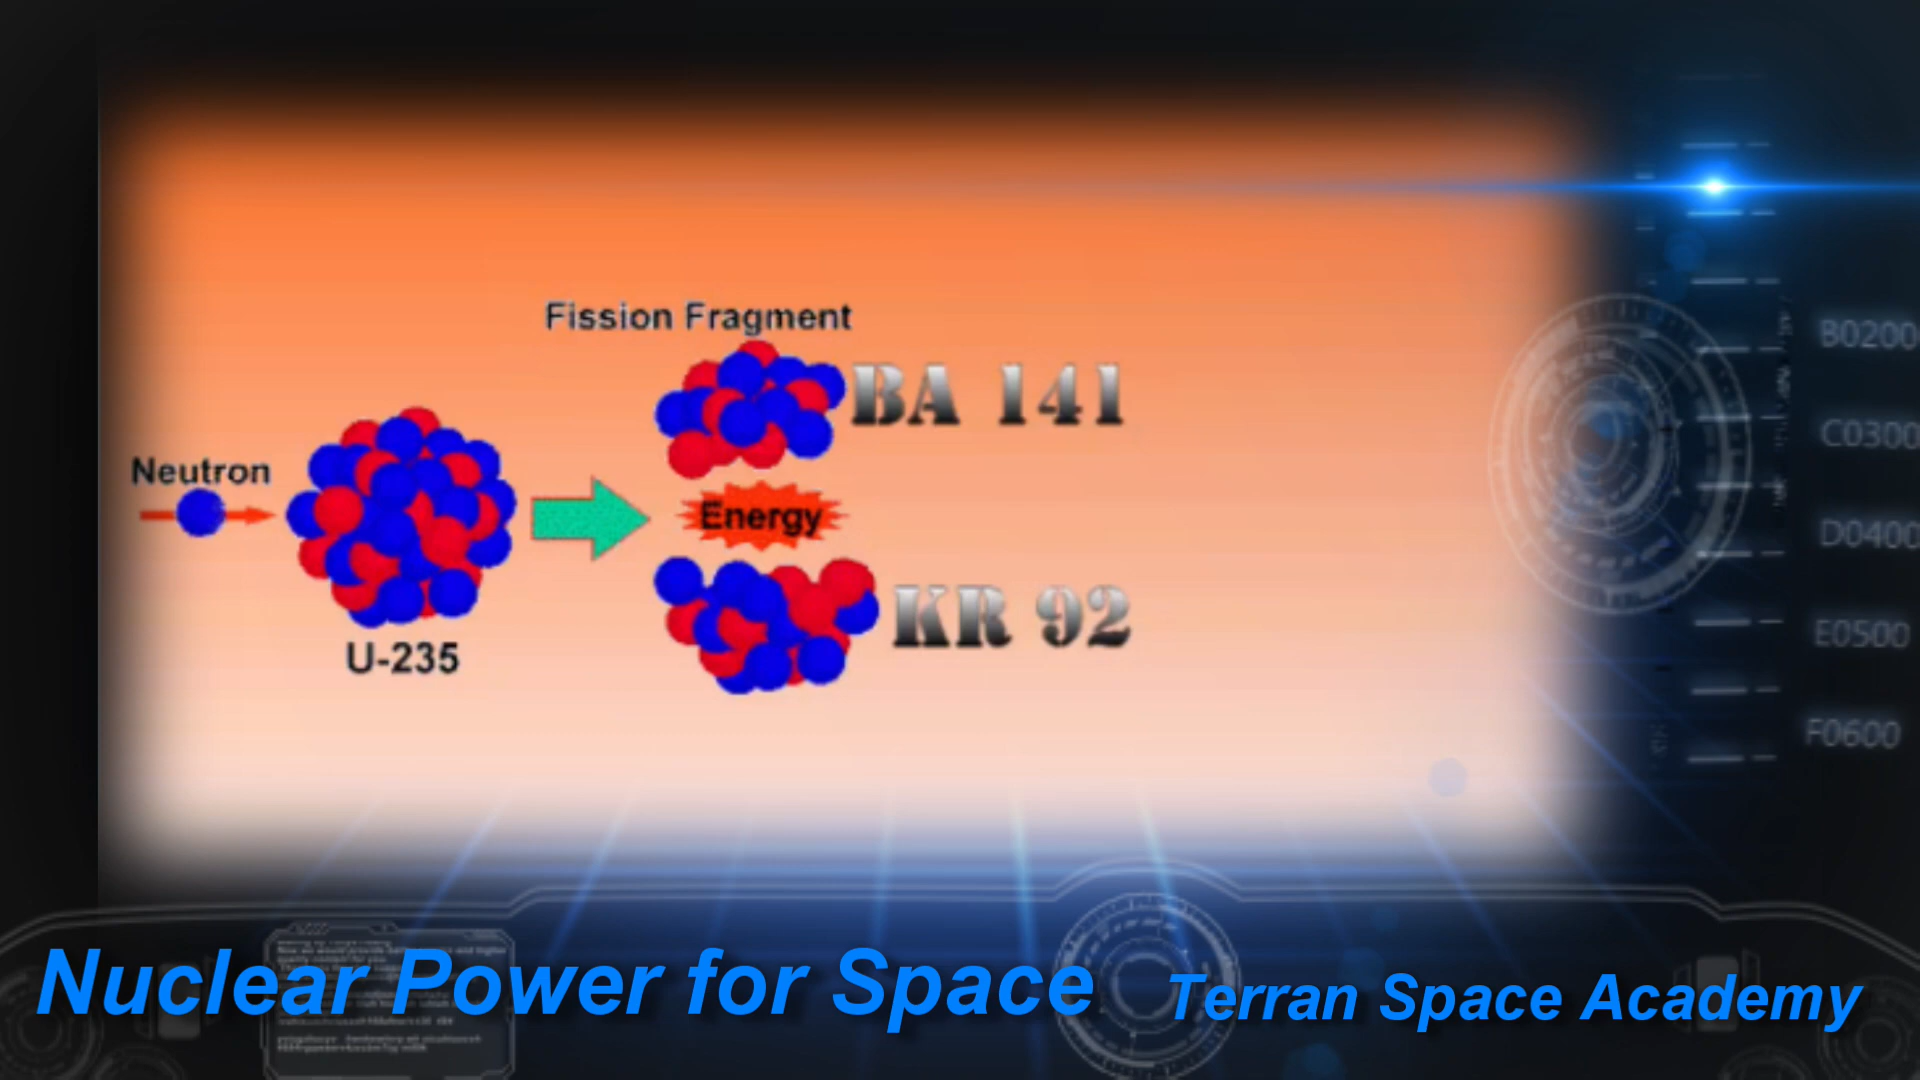 Fission Fragment
BA 141
Neutron
Energy
U-235
KR 92
B0200
C0300
D0400
E0500
F0600
Nuclear Power for Space
Terran Space Academy